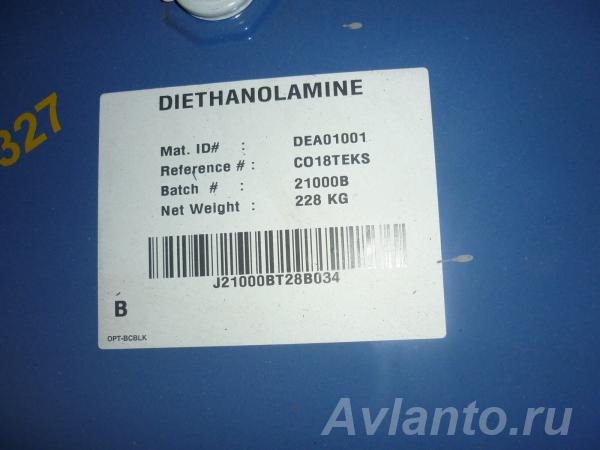 327
DIETHANOLAMINE
Mat. ID# : DEA01001
Reference # : CO18TEKS
Batch # : 21000B
Net Weight : 228 KG
J21000BT28B034
B
OPT-BCBLK
Avlanto.ru